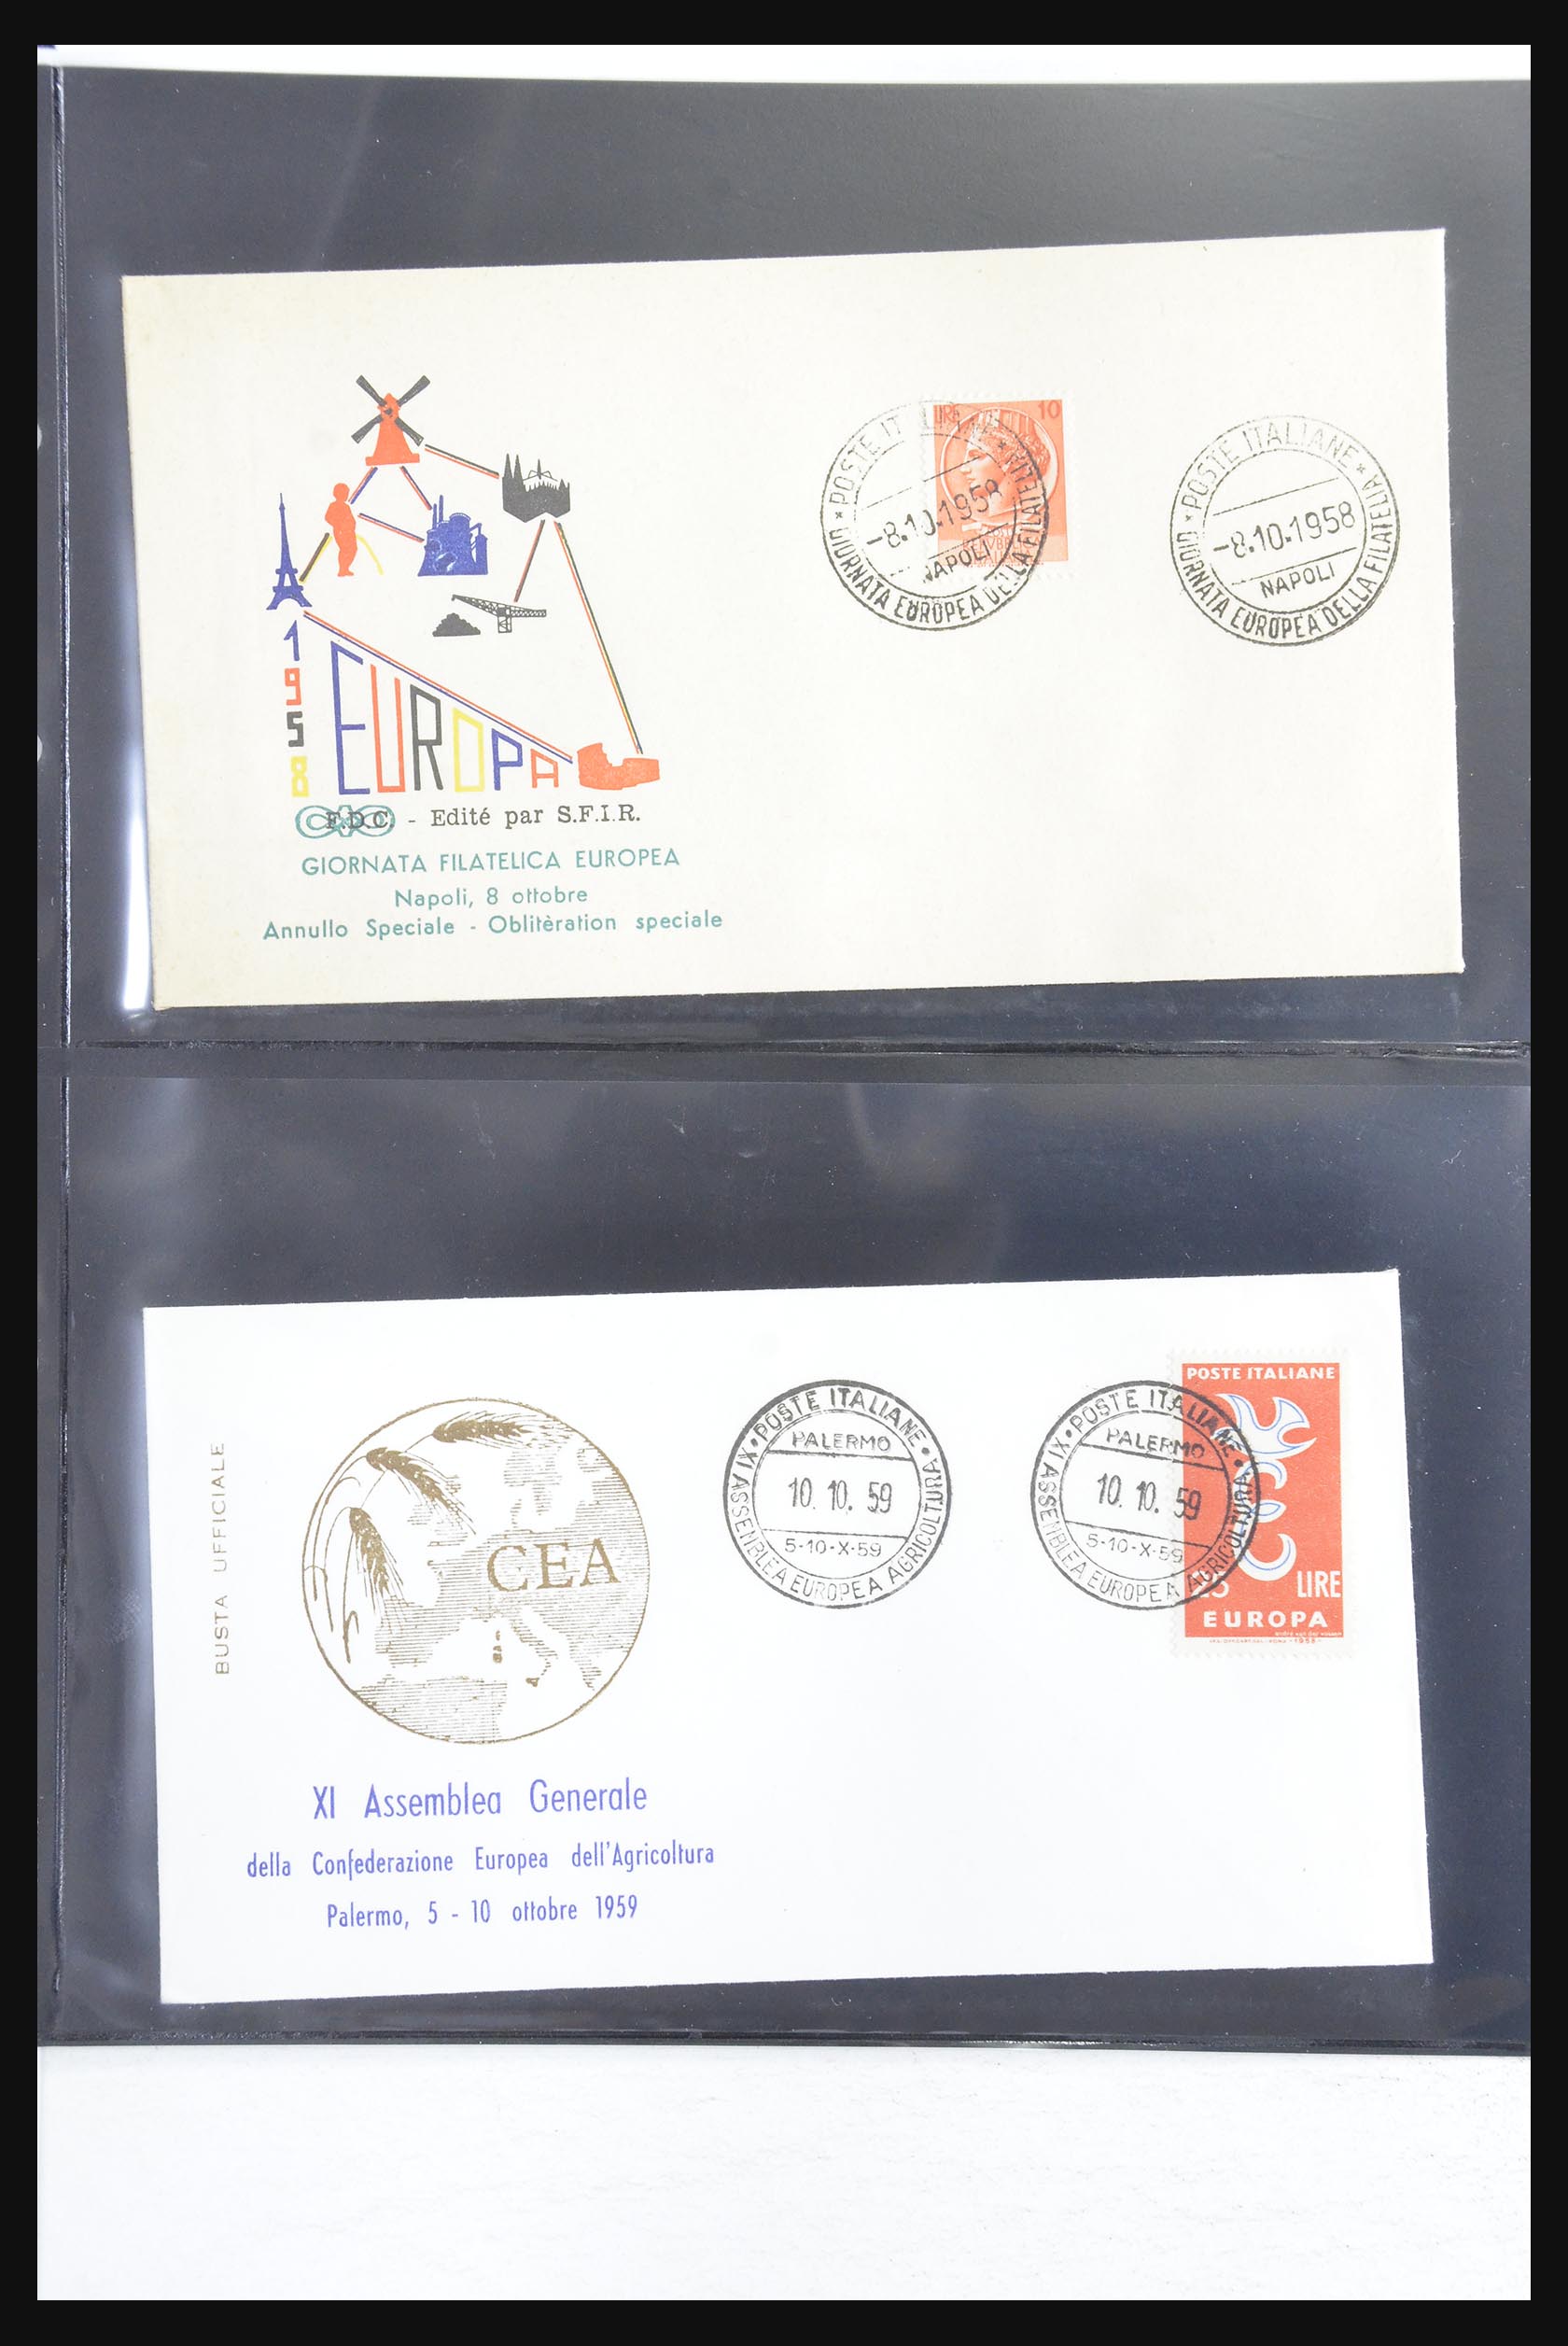 1958
EUROPA
F.D.C. - Edité par S.F.I.R.
GIORNATA FILATELICA EUROPEA
Napoli, 8 ottobre
Annullo Speciale - Oblitèration speciale
LIRE 10
POSTE IT
-8.10.1958
NAPOLI
GIORNATA EUROPEA DELLA FILATELIA
POSTE ITALIANE
-8.10.1958
NAPOLI
GIORNATA EUROPEA DELLA FILATELIA
BUSTA UFFICIALE
CEA
XI Assemblea Generale
della Confederazione Europea dell'Agricoltura
Palermo, 5 - 10 ottobre 1959
POSTE ITALIANE
PALERMO
10. 10. 59
5-10-X-59
XI ASSEMBLEA EUROPEA AGRICOLTURA
POSTE ITALIANE
PALERMO
10. 10. 59
5-10-X-59
XI ASSEMBLEA EUROPEA AGRICOLTURA
POSTE ITALIANE
LIRE
EUROPA